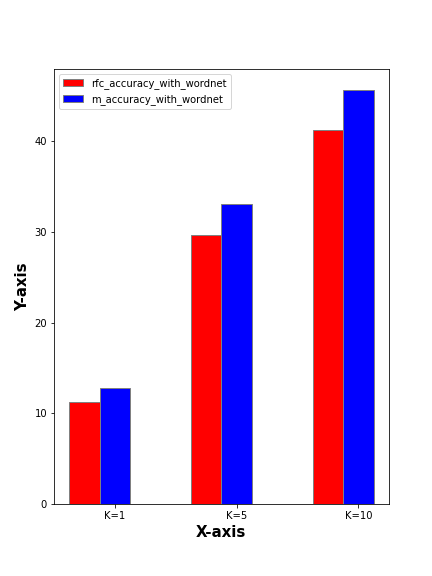 rfc_accuracy_with_wordnet
m_accuracy_with_wordnet
40
30
20
10
0
Y-axis
K=1 K=5 K=10
X-axis